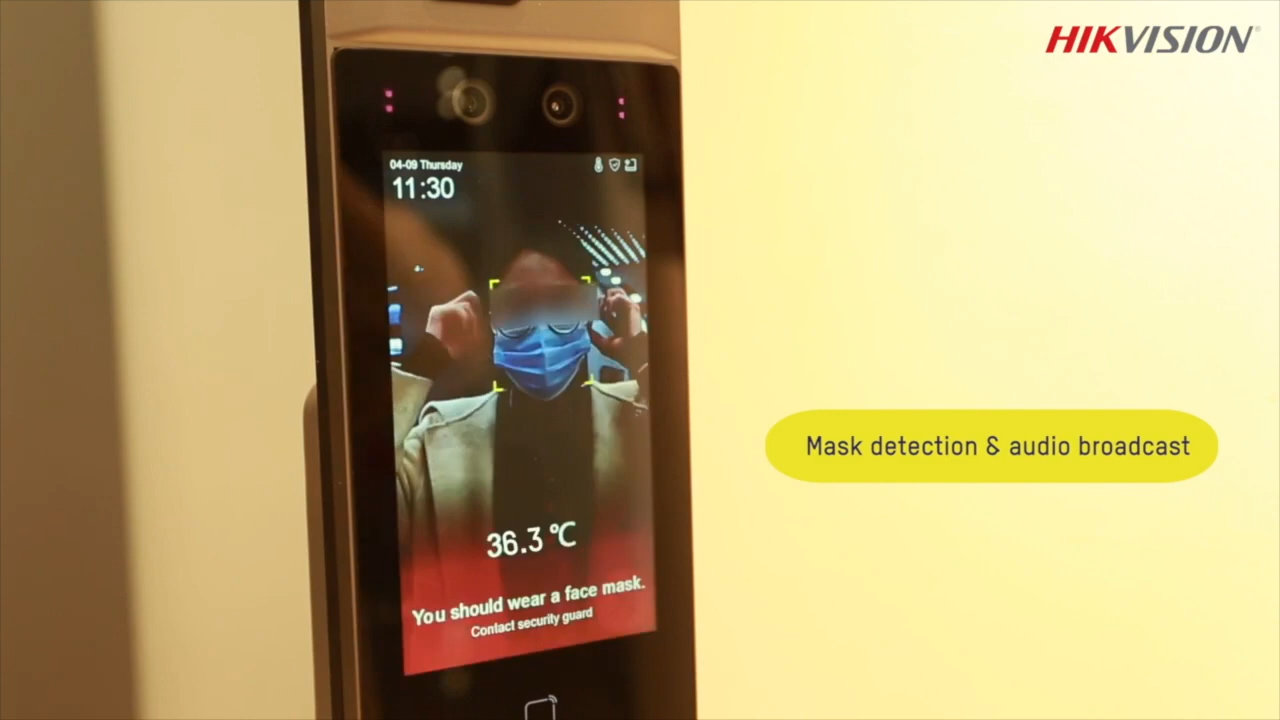 HIKVISION®
04-09 Thursday
11:30
36.3 ℃
You should wear a face mask.
Contact security guard
Mask detection & audio broadcast